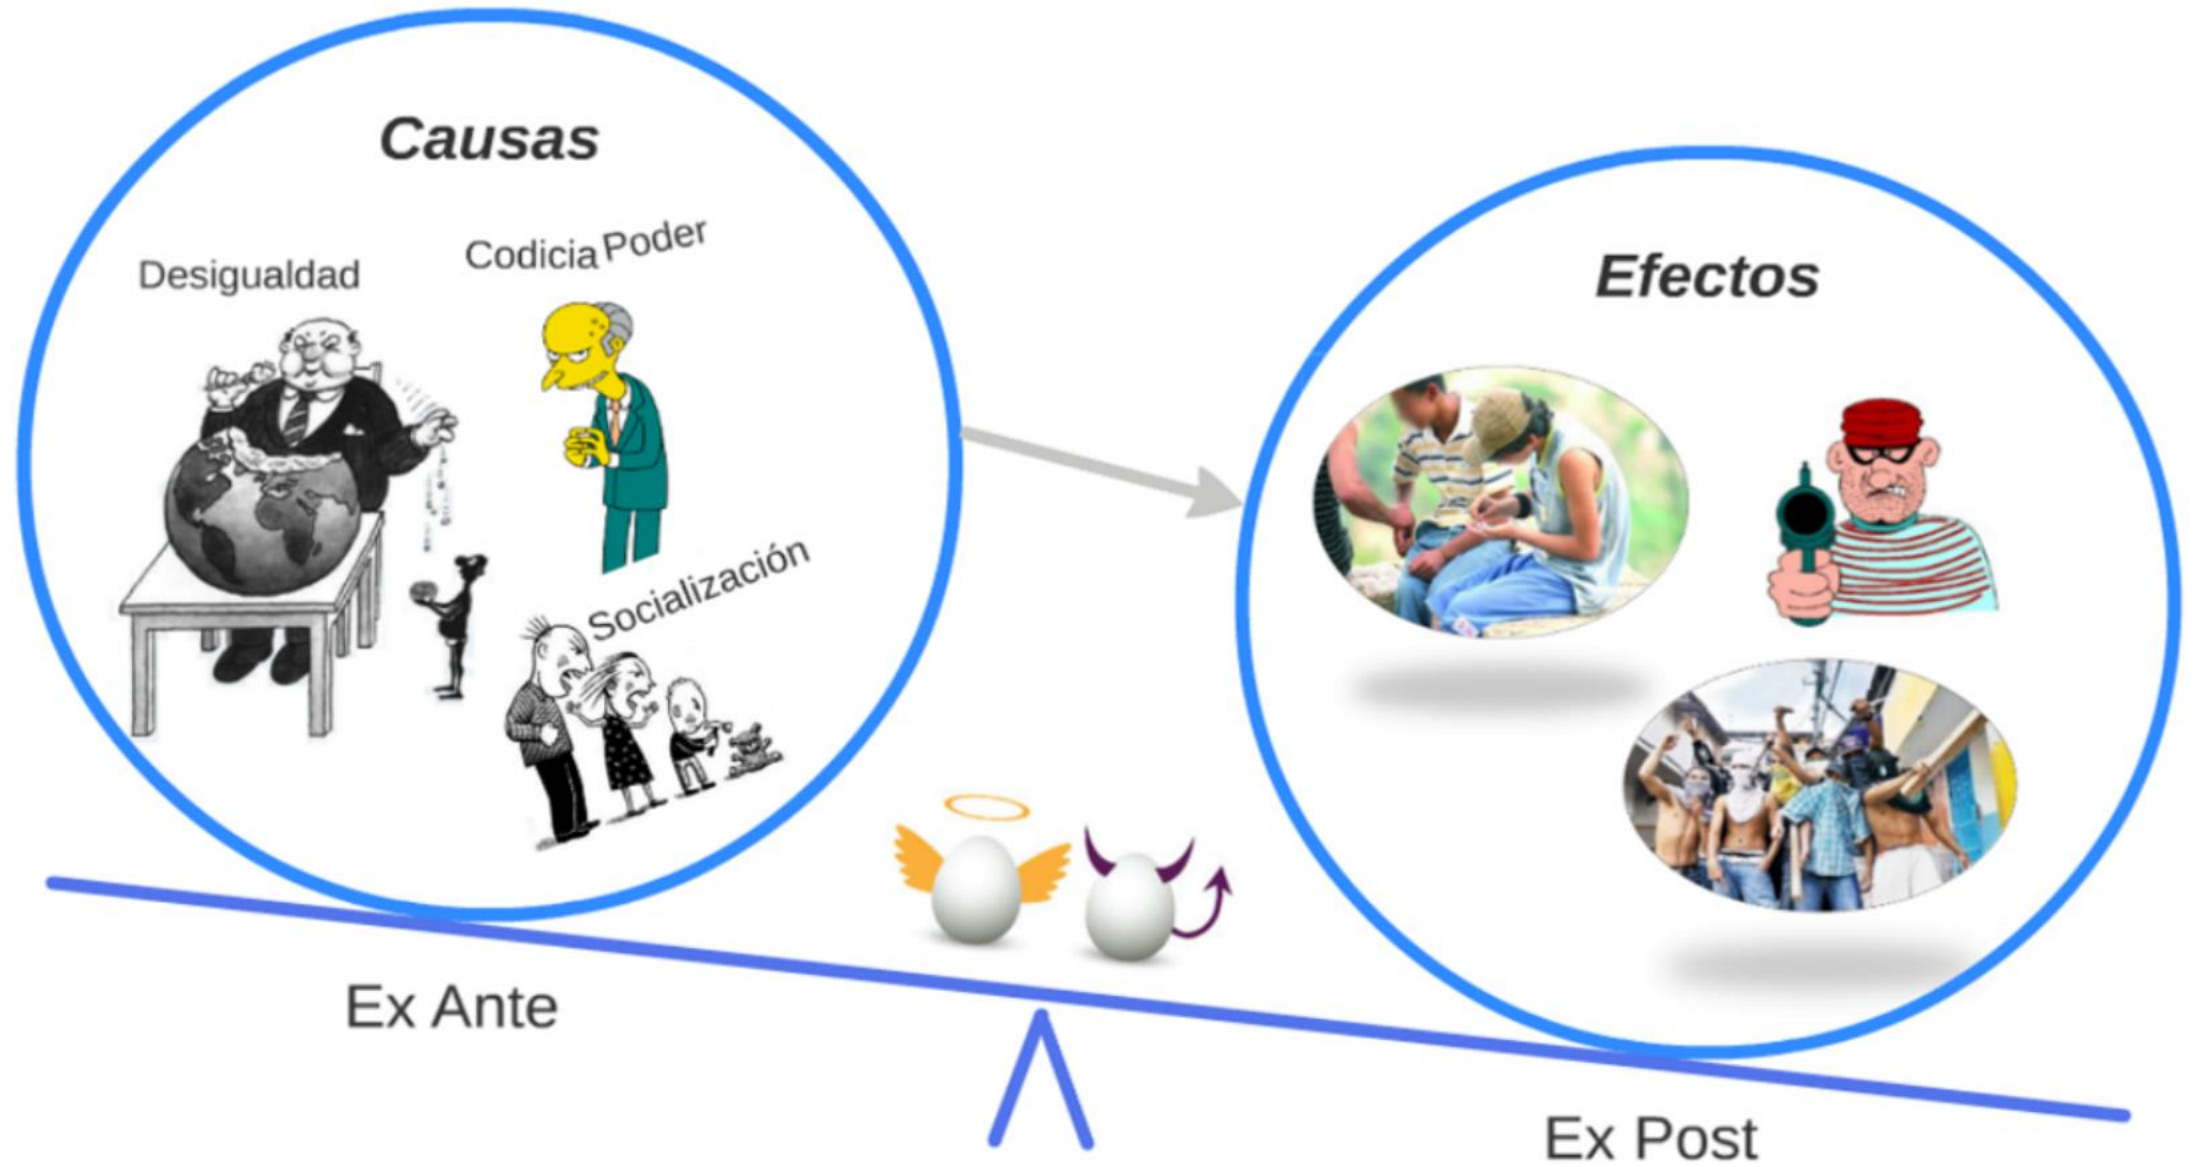 Causas
Desigualdad
Codicia Poder
Socialización
Efectos
Ex Ante
Ex Post